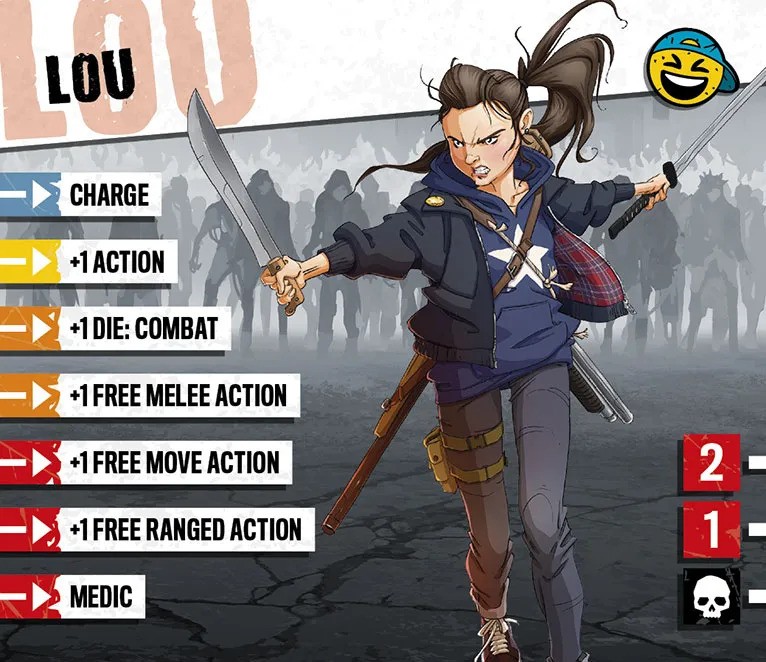 LOU
LOU
CHARGE
+1 ACTION
+1 DIE: COMBAT
+1 FREE MELEE ACTION
+1 FREE MOVE ACTION
+1 FREE RANGED ACTION
MEDIC
2
1